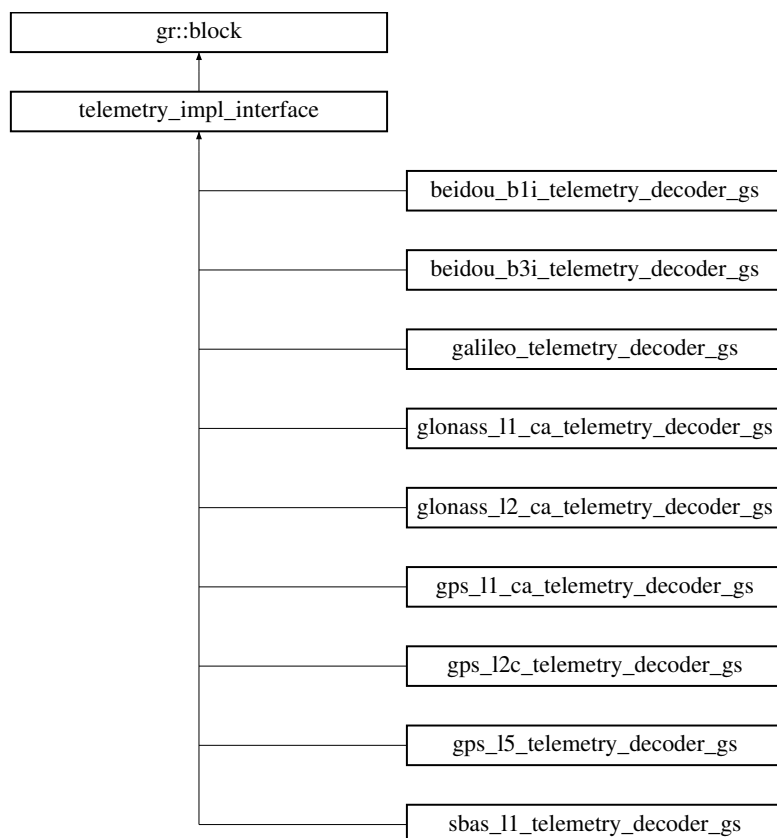 gr::block
telemetry_impl_interface
beidou_b1i_telemetry_decoder_gs
beidou_b3i_telemetry_decoder_gs
galileo_telemetry_decoder_gs
glonass_l1_ca_telemetry_decoder_gs
glonass_l2_ca_telemetry_decoder_gs
gps_l1_ca_telemetry_decoder_gs
gps_l2c_telemetry_decoder_gs
gps_l5_telemetry_decoder_gs
sbas_l1_telemetry_decoder_gs